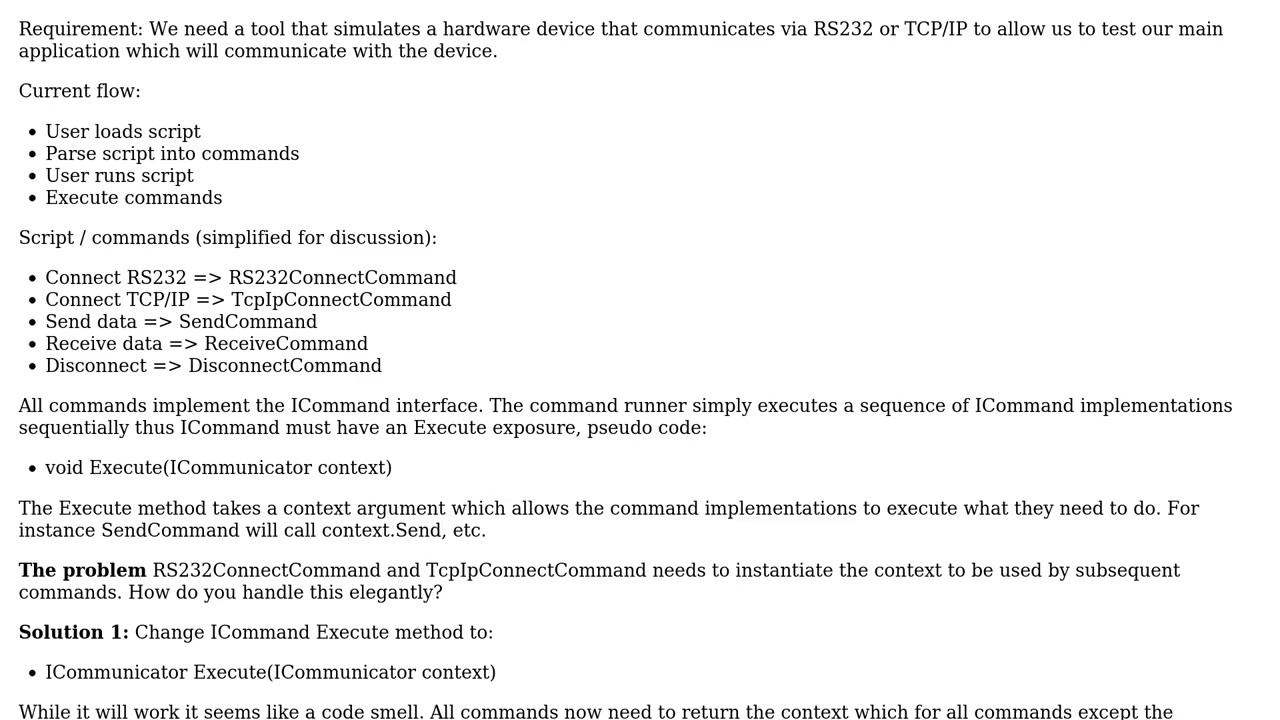 Requirement: We need a tool that simulates a hardware device that communicates via RS232 or TCP/IP to allow us to test our main
application which will communicate with the device.
Current flow:
• User loads script
• Parse script into commands
• User runs script
• Execute commands
Script / commands (simplified for discussion):
• Connect RS232 => RS232ConnectCommand
• Connect TCP/IP => TcpIpConnectCommand
• Send data => SendCommand
• Receive data => ReceiveCommand
• Disconnect => DisconnectCommand
All commands implement the ICommand interface. The command runner simply executes a sequence of ICommand implementations
sequentially thus ICommand must have an Execute exposure, pseudo code:
• void Execute(ICommunicator context)
The Execute method takes a context argument which allows the command implementations to execute what they need to do. For
instance SendCommand will call context.Send, etc.
The problem RS232ConnectCommand and TcpIpConnectCommand needs to instantiate the context to be used by subsequent
commands. How do you handle this elegantly?
Solution 1: Change ICommand Execute method to:
• ICommunicator Execute(ICommunicator context)
While it will work it seems like a code smell. All commands now need to return the context which for all commands except the